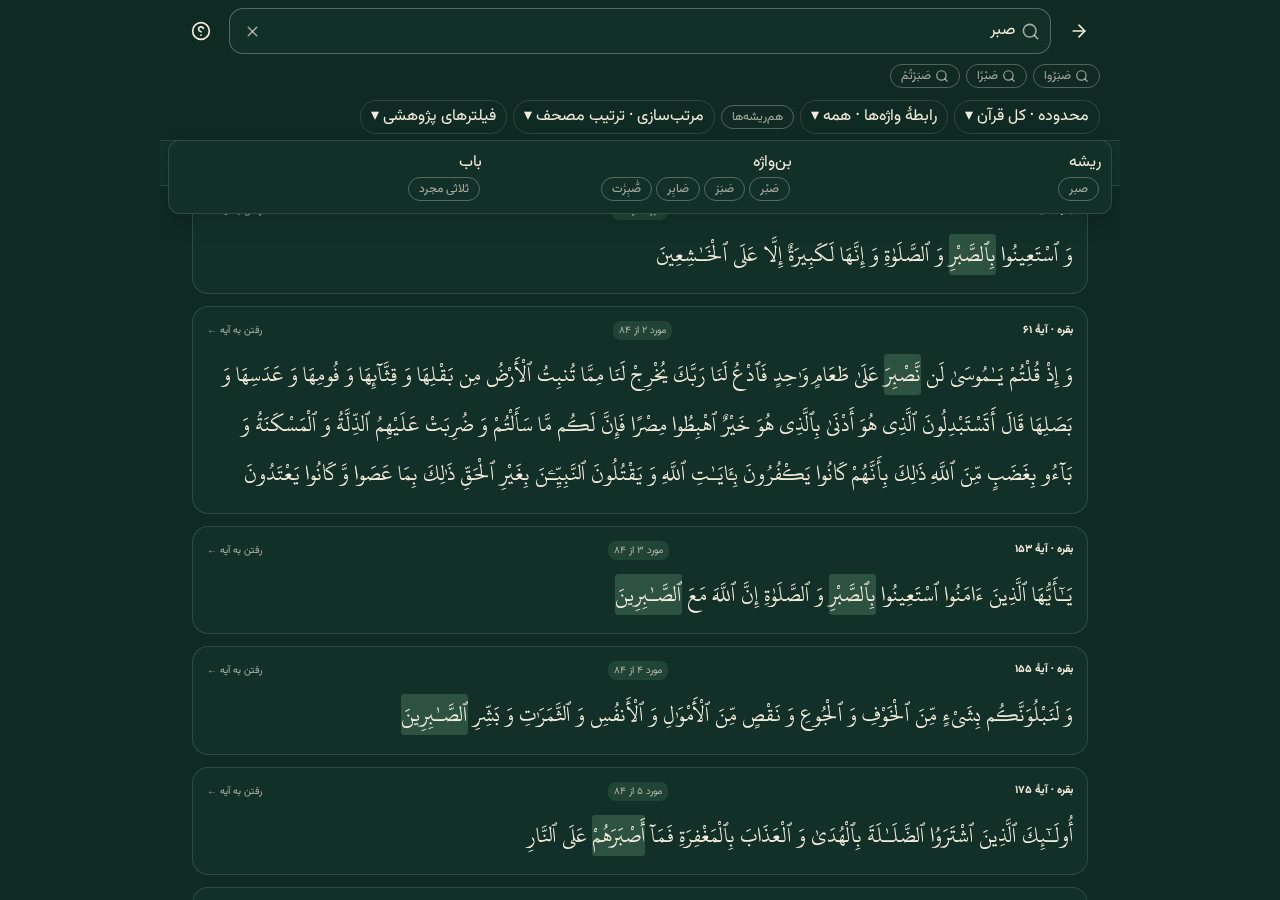 صبر
صَبَرُوا صَبْرًا صَبَرْتُمْ
محدوده · کل قرآن ▾ رابطهٔ واژه‌ها · همه ▾ هم‌ریشه‌ها مرتب‌سازی · ترتیب مصحف ▾ فیلترهای پژوهشی ▾
ریشه بن‌واژه باب
صبر صَبْر صَبَرَ صَابِر صَّٰبِرَٰت ثلاثی مجرد
وَ ٱسْتَعِينُوا بِٱلصَّبْرِ وَ ٱلصَّلَوٰةِ وَ إِنَّهَا لَكَبِيرَةٌ إِلَّا عَلَى ٱلْخَـٰشِعِينَ
بقره · آیهٔ ۶۱ مورد ۲ از ۸۴ رفتن به آیه ←
وَ إِذْ قُلْتُمْ يَـٰمُوسَىٰ لَن نَّصْبِرَ عَلَىٰ طَعَامٍ وَٰحِدٍ فَٱدْعُ لَنَا رَبَّكَ يُخْرِجْ لَنَا مِمَّا تُنبِتُ ٱلْأَرْضُ مِن بَقْلِهَا وَ قِثَّآئِهَا وَ فُومِهَا وَ عَدَسِهَا وَ
بَصَلِهَا قَالَ أَتَسْتَبْدِلُونَ ٱلَّذِى هُوَ أَدْنَىٰ بِٱلَّذِى هُوَ خَيْرٌ ٱهْبِطُوا مِصْرًا فَإِنَّ لَكُم مَّا سَأَلْتُمْ وَ ضُرِبَتْ عَلَيْهِمُ ٱلذِّلَّةُ وَ ٱلْمَسْكَنَةُ وَ
بَآءُو بِغَضَبٍ مِّنَ ٱللَّهِ ذَٰلِكَ بِأَنَّهُمْ كَانُوا يَكْفُرُونَ بِـَٔايَـٰتِ ٱللَّهِ وَ يَقْتُلُونَ ٱلنَّبِيِّـۧنَ بِغَيْرِ ٱلْحَقِّ ذَٰلِكَ بِمَا عَصَوا وَّ كَانُوا يَعْتَدُونَ
بقره · آیهٔ ۱۵۳ مورد ۳ از ۸۴ رفتن به آیه ←
يَـٰٓأَيُّهَا ٱلَّذِينَ ءَامَنُوا ٱسْتَعِينُوا بِٱلصَّبْرِ وَ ٱلصَّلَوٰةِ إِنَّ ٱللَّهَ مَعَ ٱلصَّـٰبِرِينَ
بقره · آیهٔ ۱۵۵ مورد ۴ از ۸۴ رفتن به آیه ←
وَ لَنَبْلُوَنَّكُم بِشَىْءٍ مِّنَ ٱلْخَوْفِ وَ ٱلْجُوعِ وَ نَقْصٍ مِّنَ ٱلْأَمْوَٰلِ وَ ٱلْأَنفُسِ وَ ٱلثَّمَرَٰتِ وَ بَشِّرِ ٱلصَّـٰبِرِينَ
بقره · آیهٔ ۱۷۵ مورد ۵ از ۸۴ رفتن به آیه ←
أُولَـٰٓئِكَ ٱلَّذِينَ ٱشْتَرَوُا ٱلضَّلَـٰلَةَ بِٱلْهُدَىٰ وَ ٱلْعَذَابَ بِٱلْمَغْفِرَةِ فَمَآ أَصْبَرَهُمْ عَلَى ٱلنَّارِ